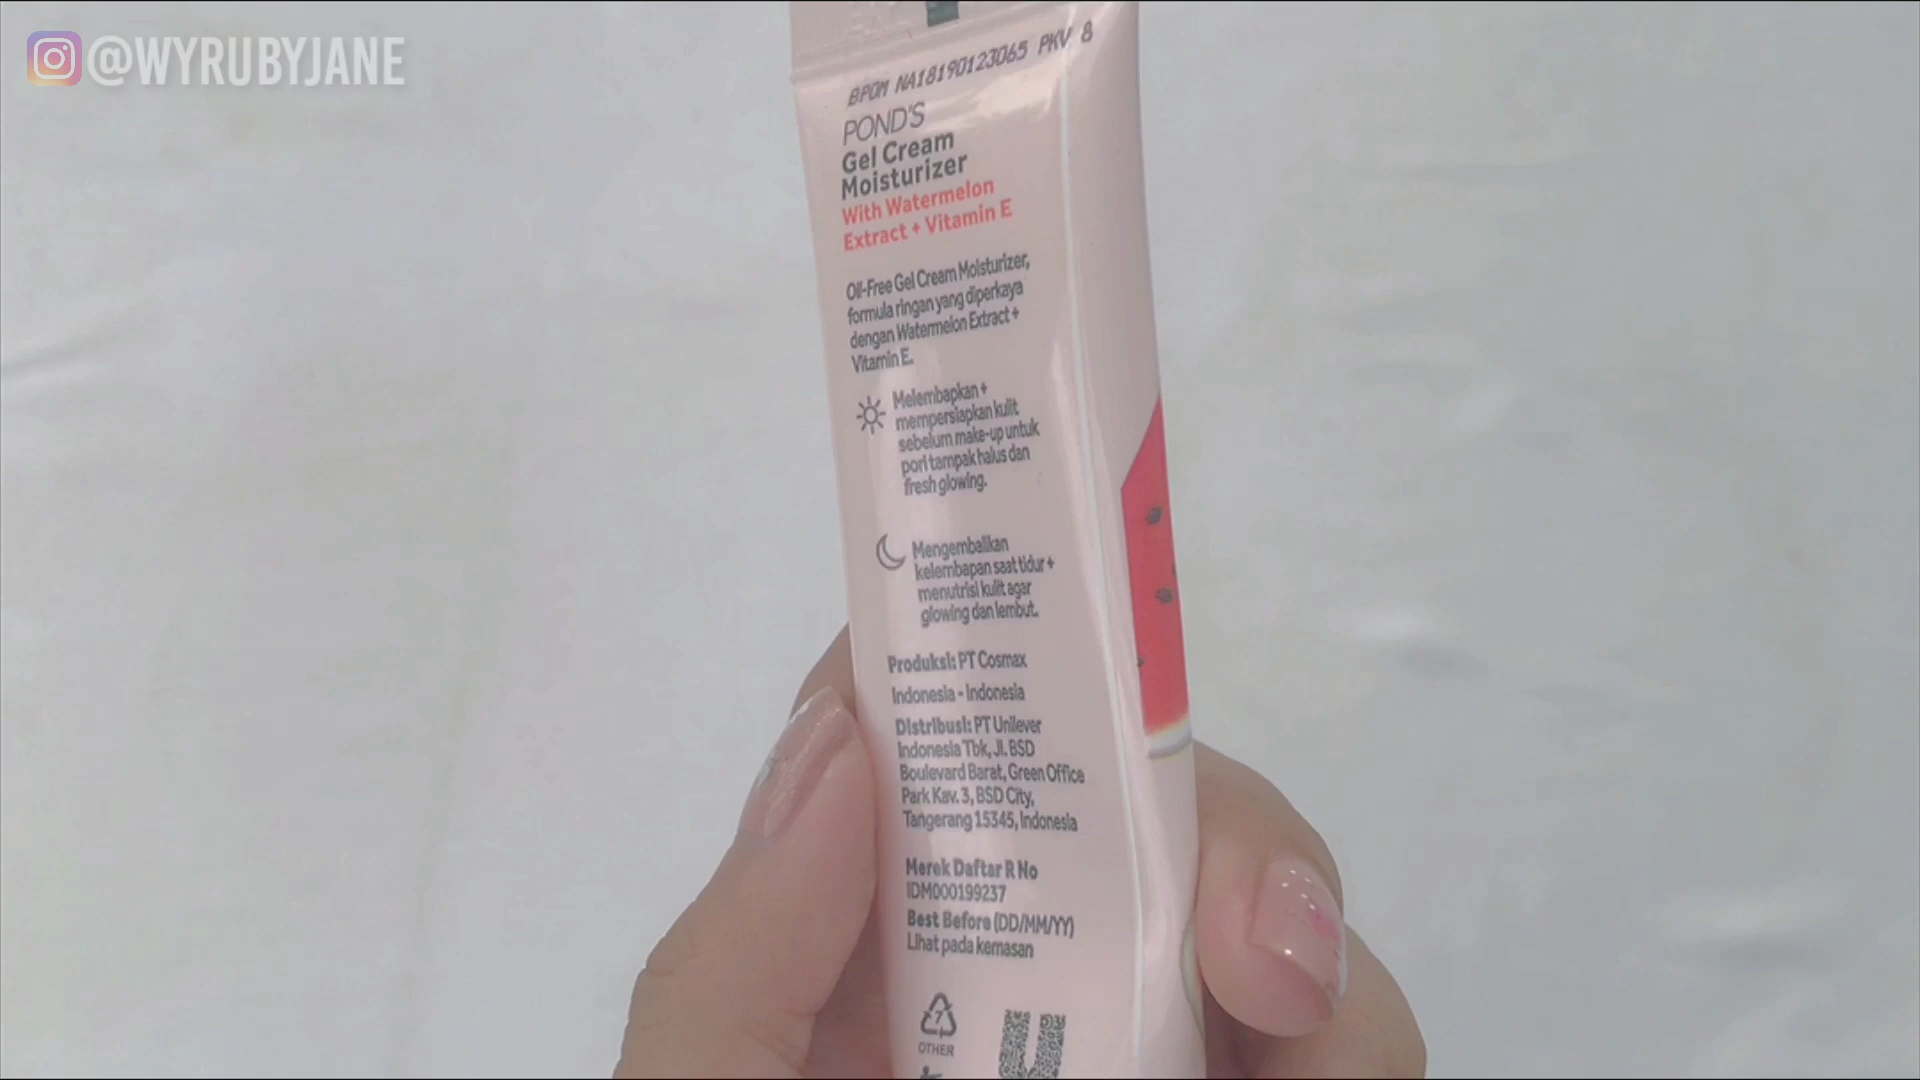 @WYRUBYJANE
BPOM NA18190123065 PKV 8
POND'S
Gel Cream
Moisturizer
With Watermelon
Extract + Vitamin E
Oil-Free Gel Cream Moisturizer,
formula ringan yang diperkaya
dengan Watermelon Extract +
Vitamin E.
Melembapkan +
mempersiapkan kulit
sebelum make-up untuk
pori tampak halus dan
fresh glowing.
Mengembalikan
kelembapan saat tidur +
menutrisi kulit agar
glowing dan lembut.
Produksi: PT Cosmax
Indonesia - Indonesia
Distribusi: PT Unilever
Indonesia Tbk, Jl. BSD
Boulevard Barat, Green Office
Park Kav. 3, BSD City,
Tangerang 15345, Indonesia
Merek Daftar R No
IDM000199237
Best Before (DD/MM/YY)
Lihat pada kemasan
7
OTHER